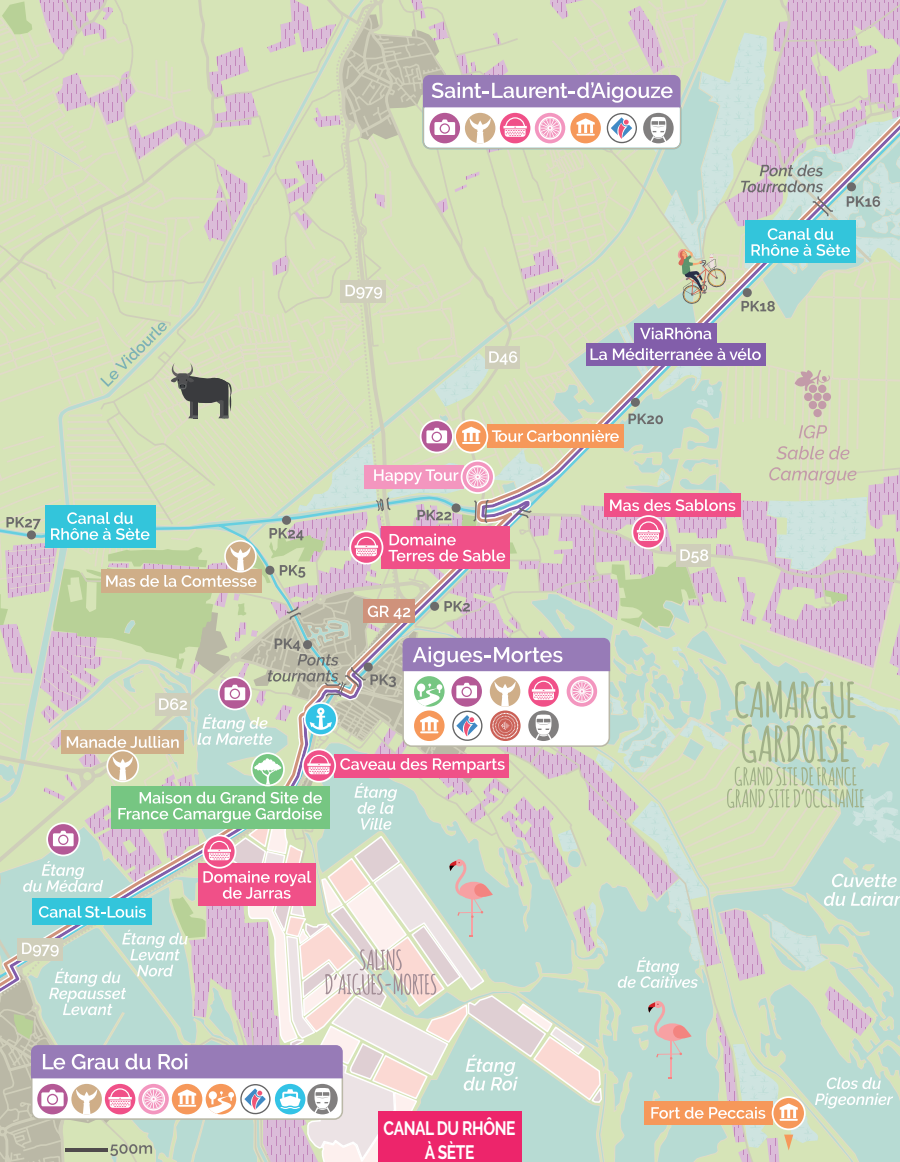 Saint-Laurent-d'Aigouze
Pont des
Tourradons
PK16
Canal du
Rhône à Sète
PK18
D979
ViaRhôna
La Méditerranée à vélo
Le Vidourle
D46
IGP
Sable de
Camargue
PK20
Tour Carbonnière
Happy Tour
Mas des Sablons
PK22
PK27
Canal du
Rhône à Sète
PK24
Domaine
Terres de Sable
D58
Mas de la Comtesse
PK5
GR 42
PK2
PK4
Ponts
tournants
PK3
Aigues-Mortes
D62
Étang de
la Marette
CAMARGUE
GARDOISE
GRAND SITE DE FRANCE
GRAND SITE D'OCCITANIE
Manade Jullian
Caveau des Remparts
Maison du Grand Site de
France Camargue Gardoise
Étang
de la
Ville
Étang
du Médard
Domaine royal
de Jarras
Cuvette
du Lairan
Canal St-Louis
D979
Étang du
Levant
Nord
SALINS
D'AIGUES-MORTES
Étang du
Repausset
Levant
Étang
de Caitives
Le Grau du Roi
Étang
du Roi
Clos du
Pigeonnier
Fort de Peccais
500m
CANAL DU RHÔNE
À SÈTE